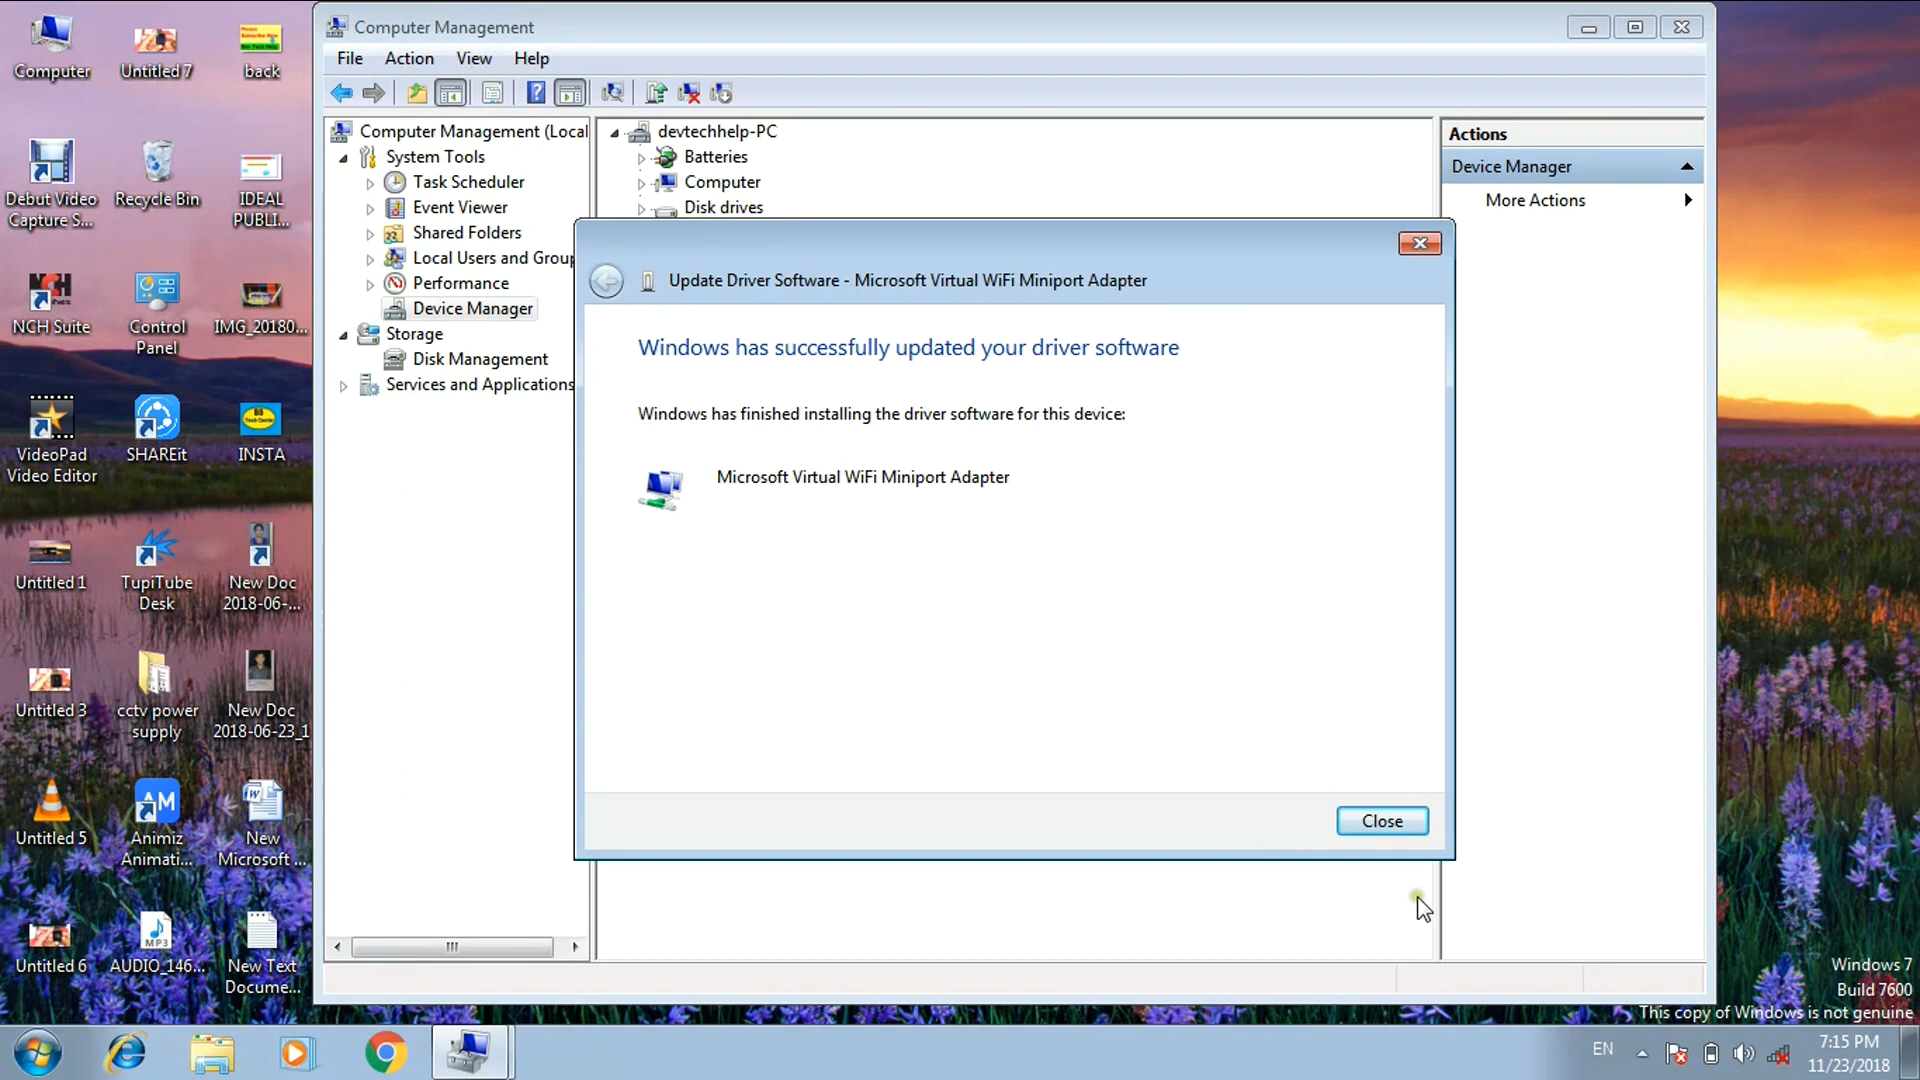 Computer
Untitled 7
back
Debut Video
Capture S...
Recycle Bin
IDEAL
PUBLI...
NCH Suite
Control
Panel
IMG_20180...
VideoPad
Video Editor
SHAREit
INSTA
Untitled 1
TupiTube
Desk
New Doc
2018-06-...
Untitled 3
cctv power
supply
New Doc
2018-06-23_1
Untitled 5
Animiz
Animati...
New
Microsoft ...
Untitled 6
AUDIO_146...
New Text
Docume...
AM
MP3
Computer Management
File Action View Help
Computer Management (Local
System Tools
Task Scheduler
Event Viewer
Shared Folders
Local Users and Group
Performance
Device Manager
Storage
Disk Management
Services and Applications
devtechhelp-PC
Batteries
Computer
Disk drives
Actions
Device Manager
More Actions
Update Driver Software - Microsoft Virtual WiFi Miniport Adapter
Windows has successfully updated your driver software
Windows has finished installing the driver software for this device:
Microsoft Virtual WiFi Miniport Adapter
Close
Windows 7
Build 7600
This copy of Windows is not genuine
EN
7:15 PM
11/23/2018